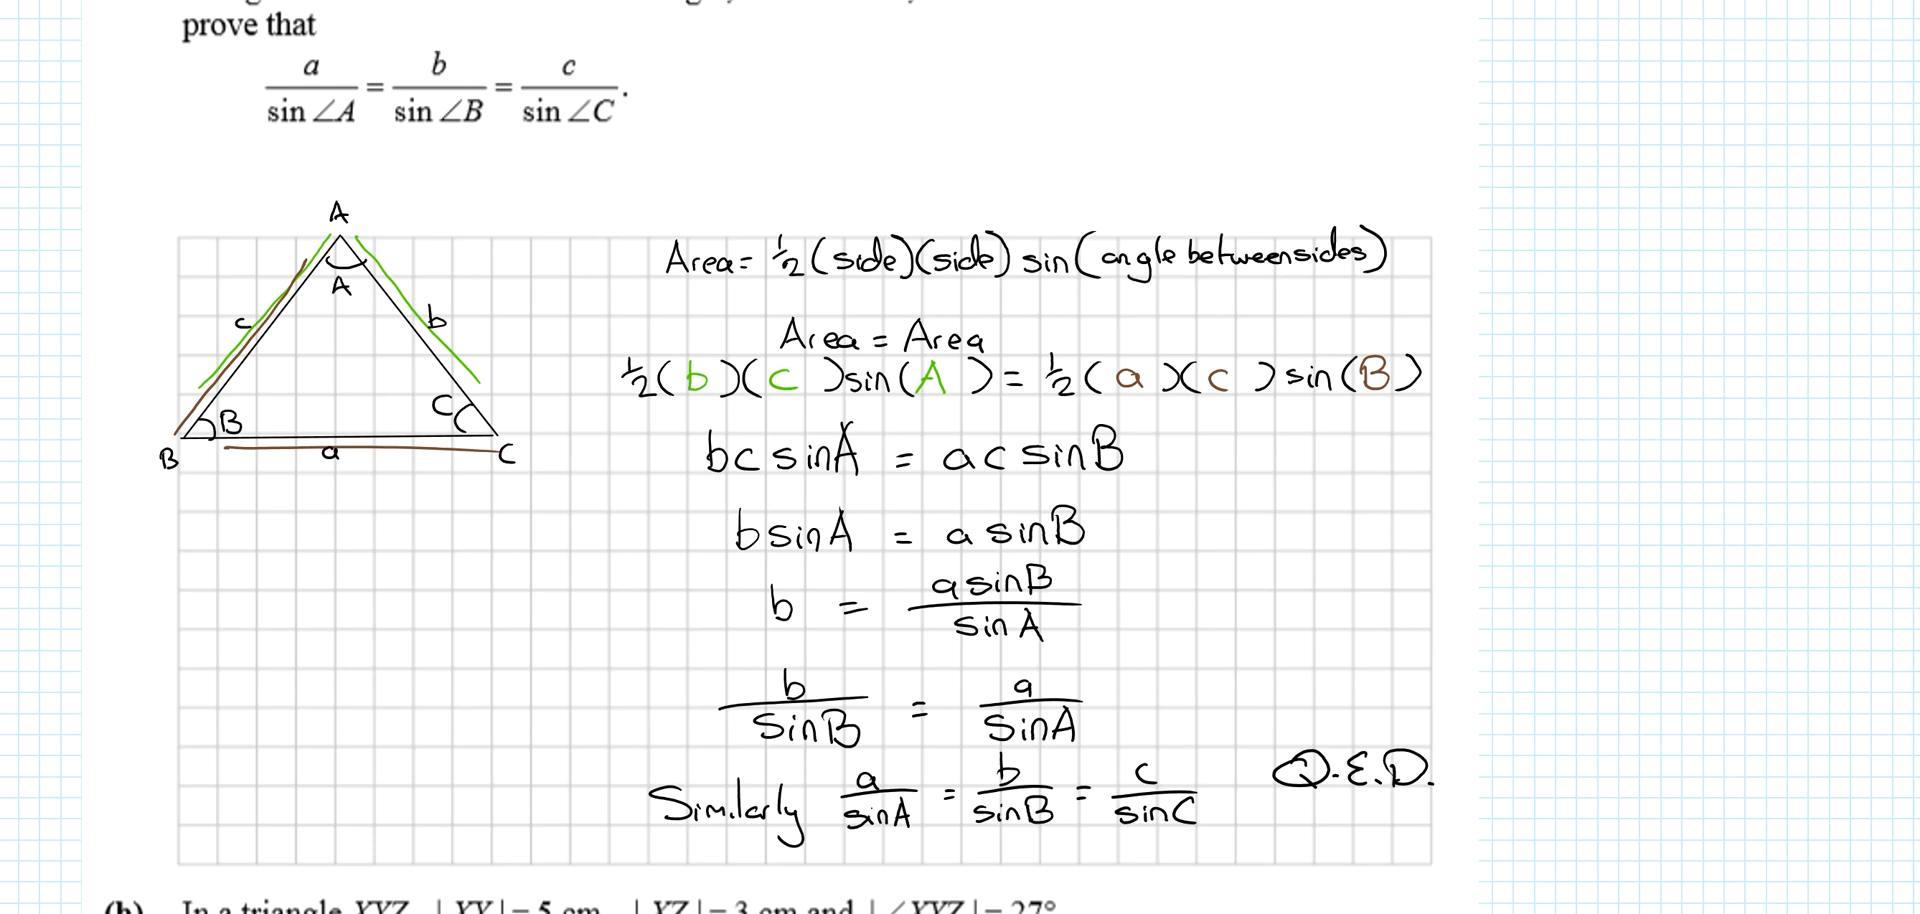 prove that
a/sin ∠A = b/sin ∠B = c/sin ∠C.
A
A
c
b
B
C
B
a
C
Area = ½ (side)(side) sin (angle between sides)
Area = Area
½(b)(c)sin(A) = ½(a)(c)sin(B)
bc sinA = ac sinB
b sinA = a sinB
b = a sinB/sin A
b/sinB = a/sinA
Similarly a/sinA = b/sinB = c/sinC
Q.E.D.